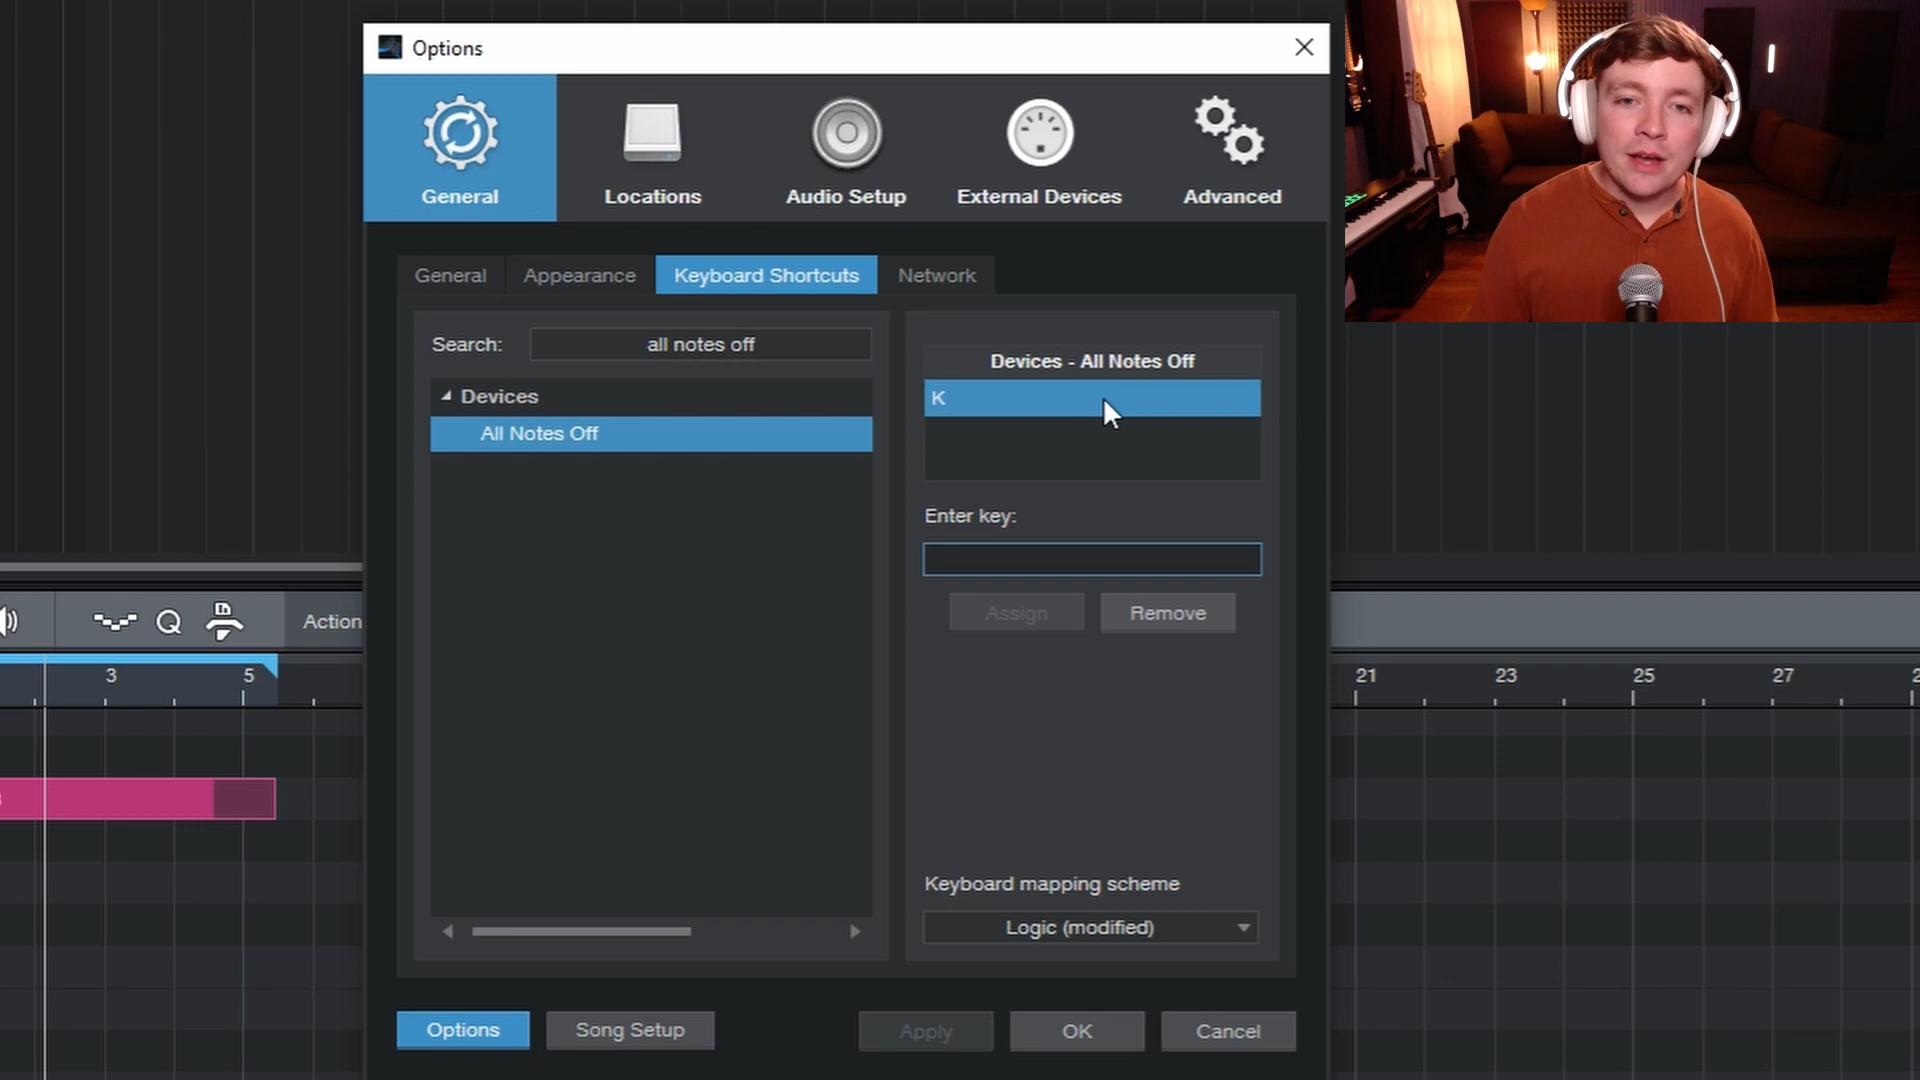 Options
General
Locations
Audio Setup
External Devices
Advanced
General
Appearance
Keyboard Shortcuts
Network
Search:
all notes off
Devices
All Notes Off
Devices - All Notes Off
K
Enter key:
Assign
Remove
Keyboard mapping scheme
Logic (modified)
Options
Song Setup
Apply
OK
Cancel
Q
Action
3
5
21
23
25
27